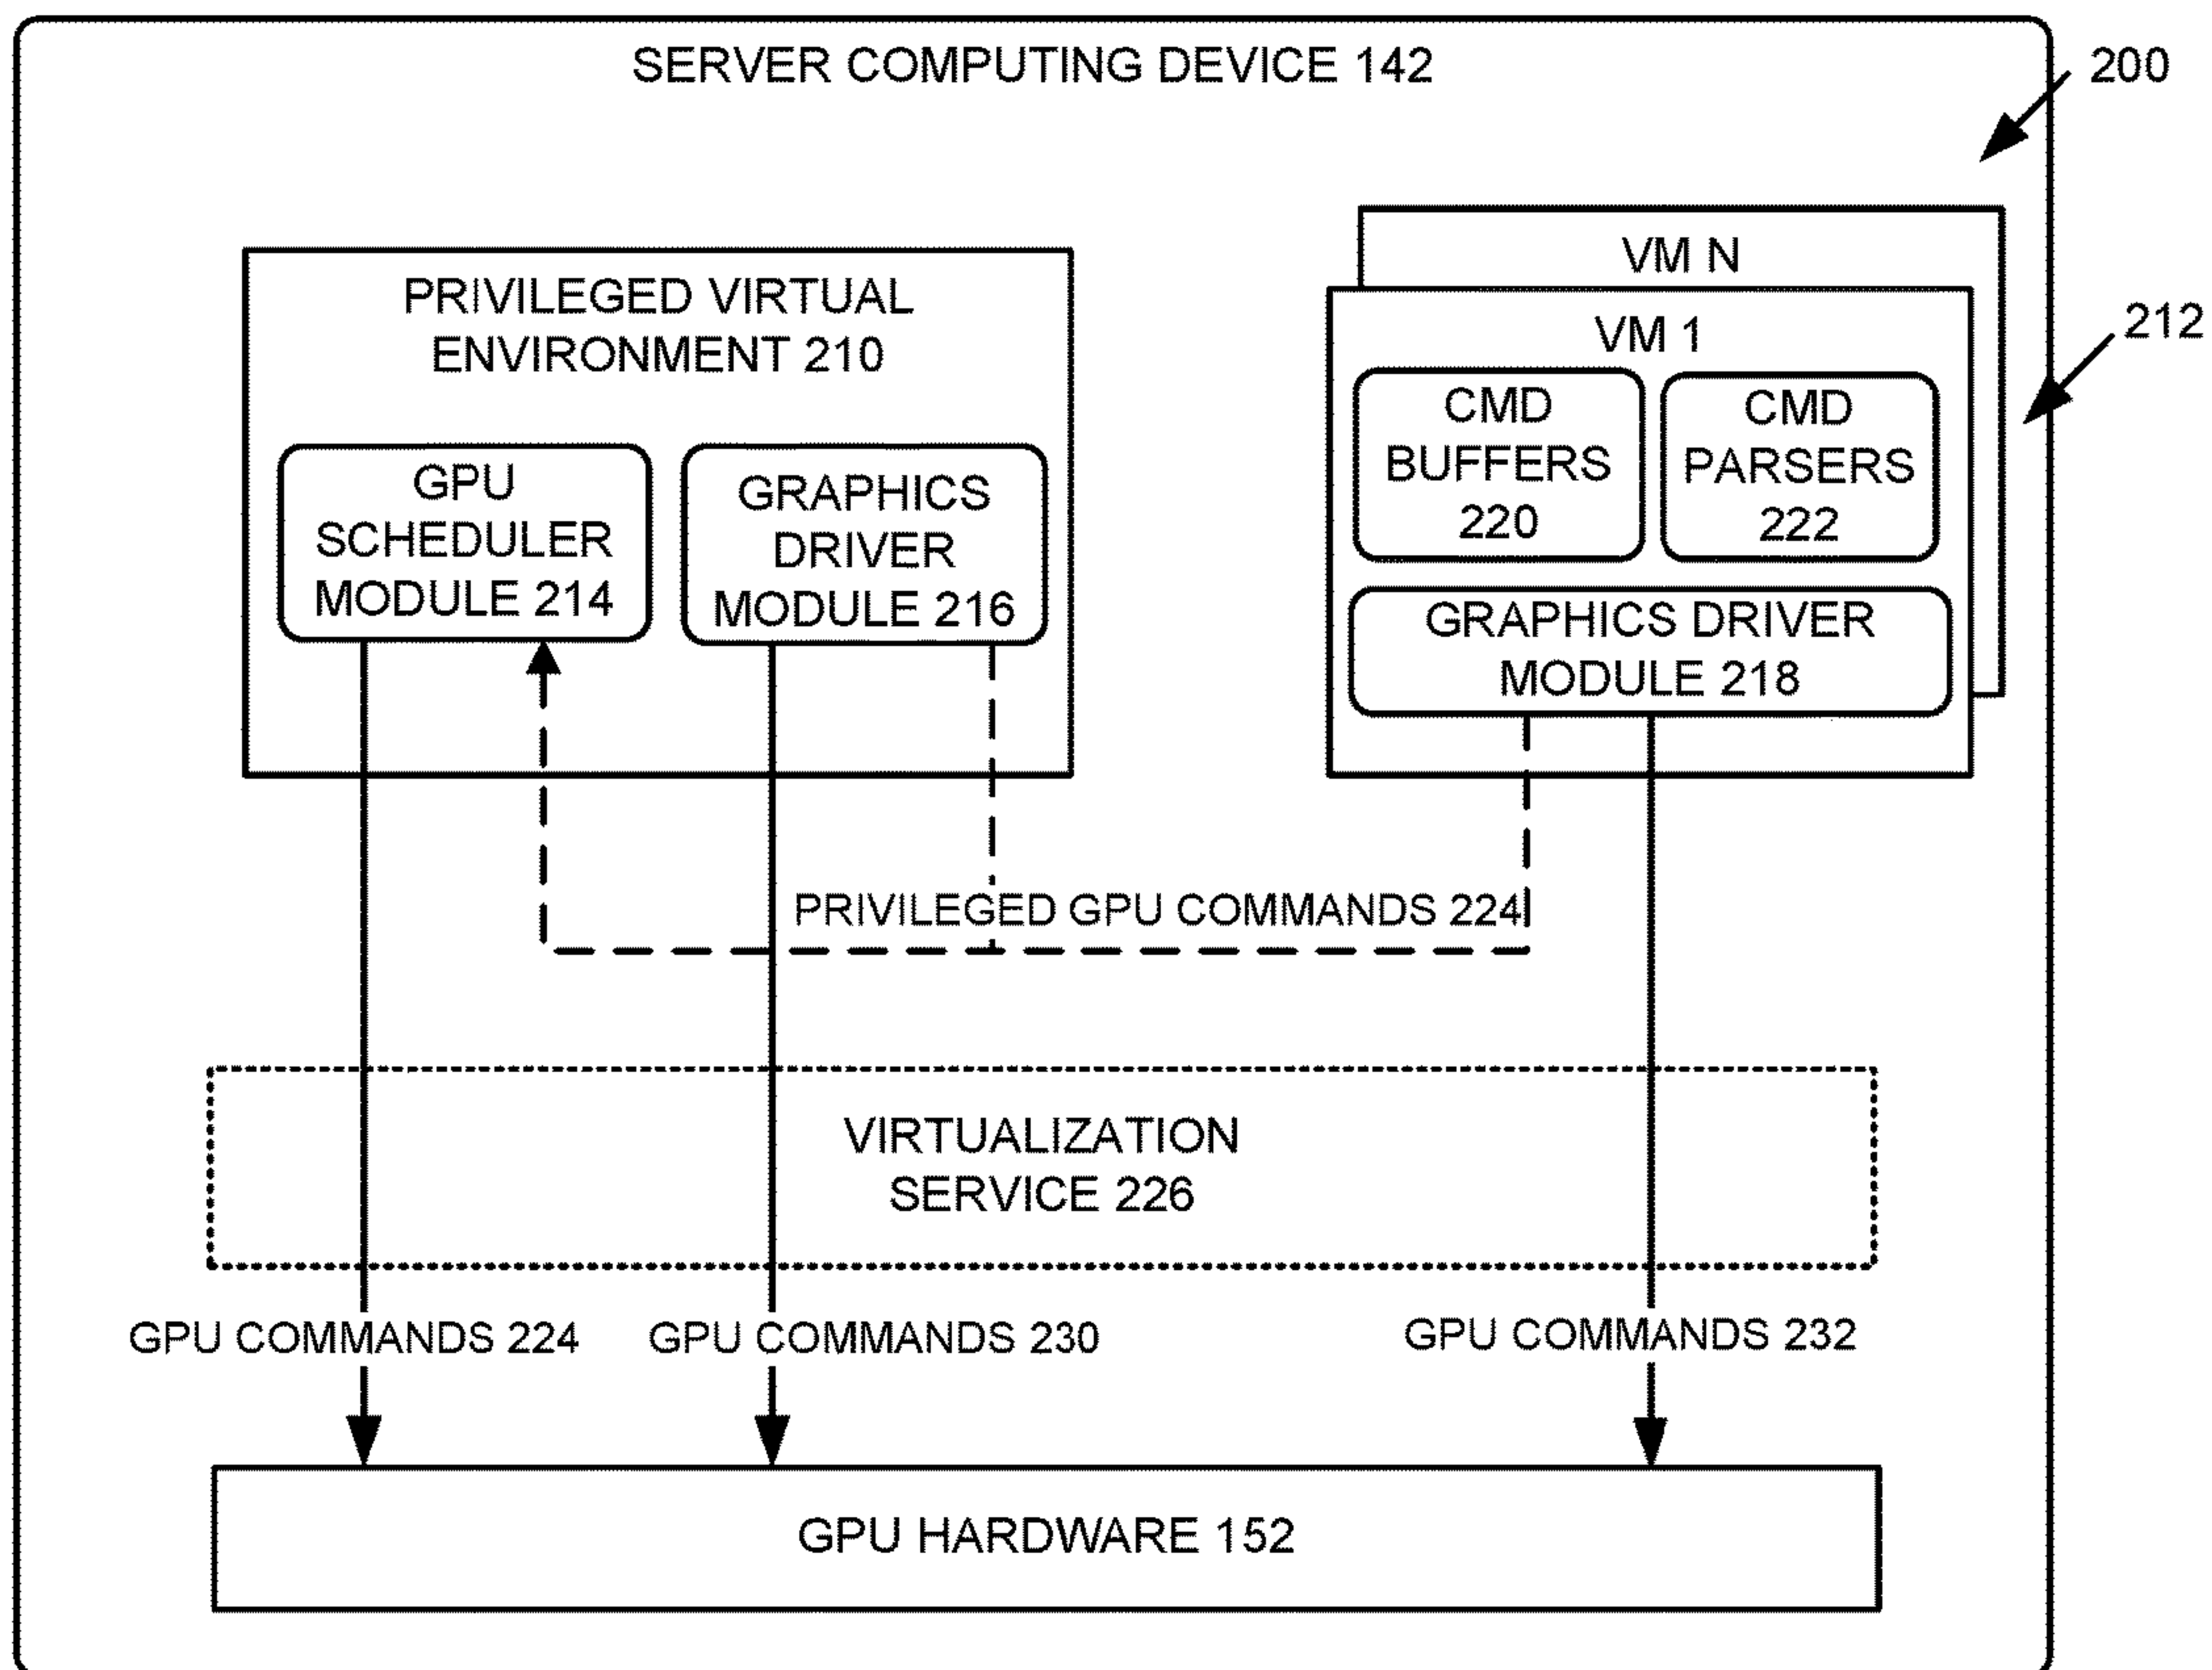 SERVER COMPUTING DEVICE 142
200
PRIVILEGED VIRTUAL
ENVIRONMENT 210
GPU
SCHEDULER
MODULE 214
GRAPHICS
DRIVER
MODULE 216
VM N
VM 1
212
CMD
BUFFERS
220
CMD
PARSERS
222
GRAPHICS DRIVER
MODULE 218
PRIVILEGED GPU COMMANDS 224
VIRTUALIZATION
SERVICE 226
GPU COMMANDS 224
GPU COMMANDS 230
GPU COMMANDS 232
GPU HARDWARE 152